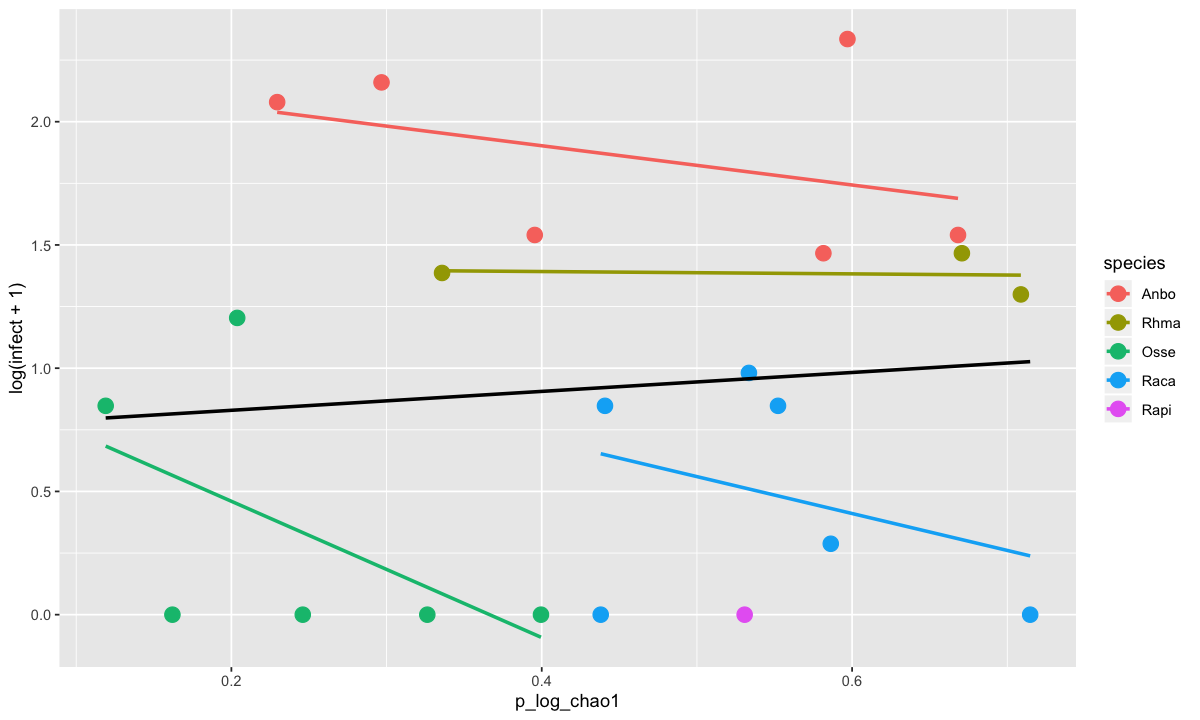 log(infect + 1)
2.0
1.5
1.0
0.5
0.0
0.2
0.4
0.6
p_log_chao1
species
Anbo
Rhma
Osse
Raca
Rapi